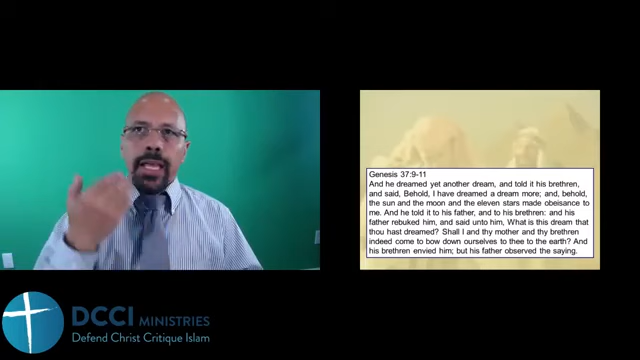 Genesis 37:9-11
And he dreamed yet another dream, and told it his brethren,
and said, Behold, I have dreamed a dream more; and, behold,
the sun and the moon and the eleven stars made obeisance to
me. And he told it to his father, and to his brethren: and his
father rebuked him, and said unto him, What is this dream that
thou hast dreamed? Shall I and thy mother and thy brethren
indeed come to bow down ourselves to thee to the earth? And
his brethren envied him; but his father observed the saying.
DCCI MINISTRIES
Defend Christ Critique Islam